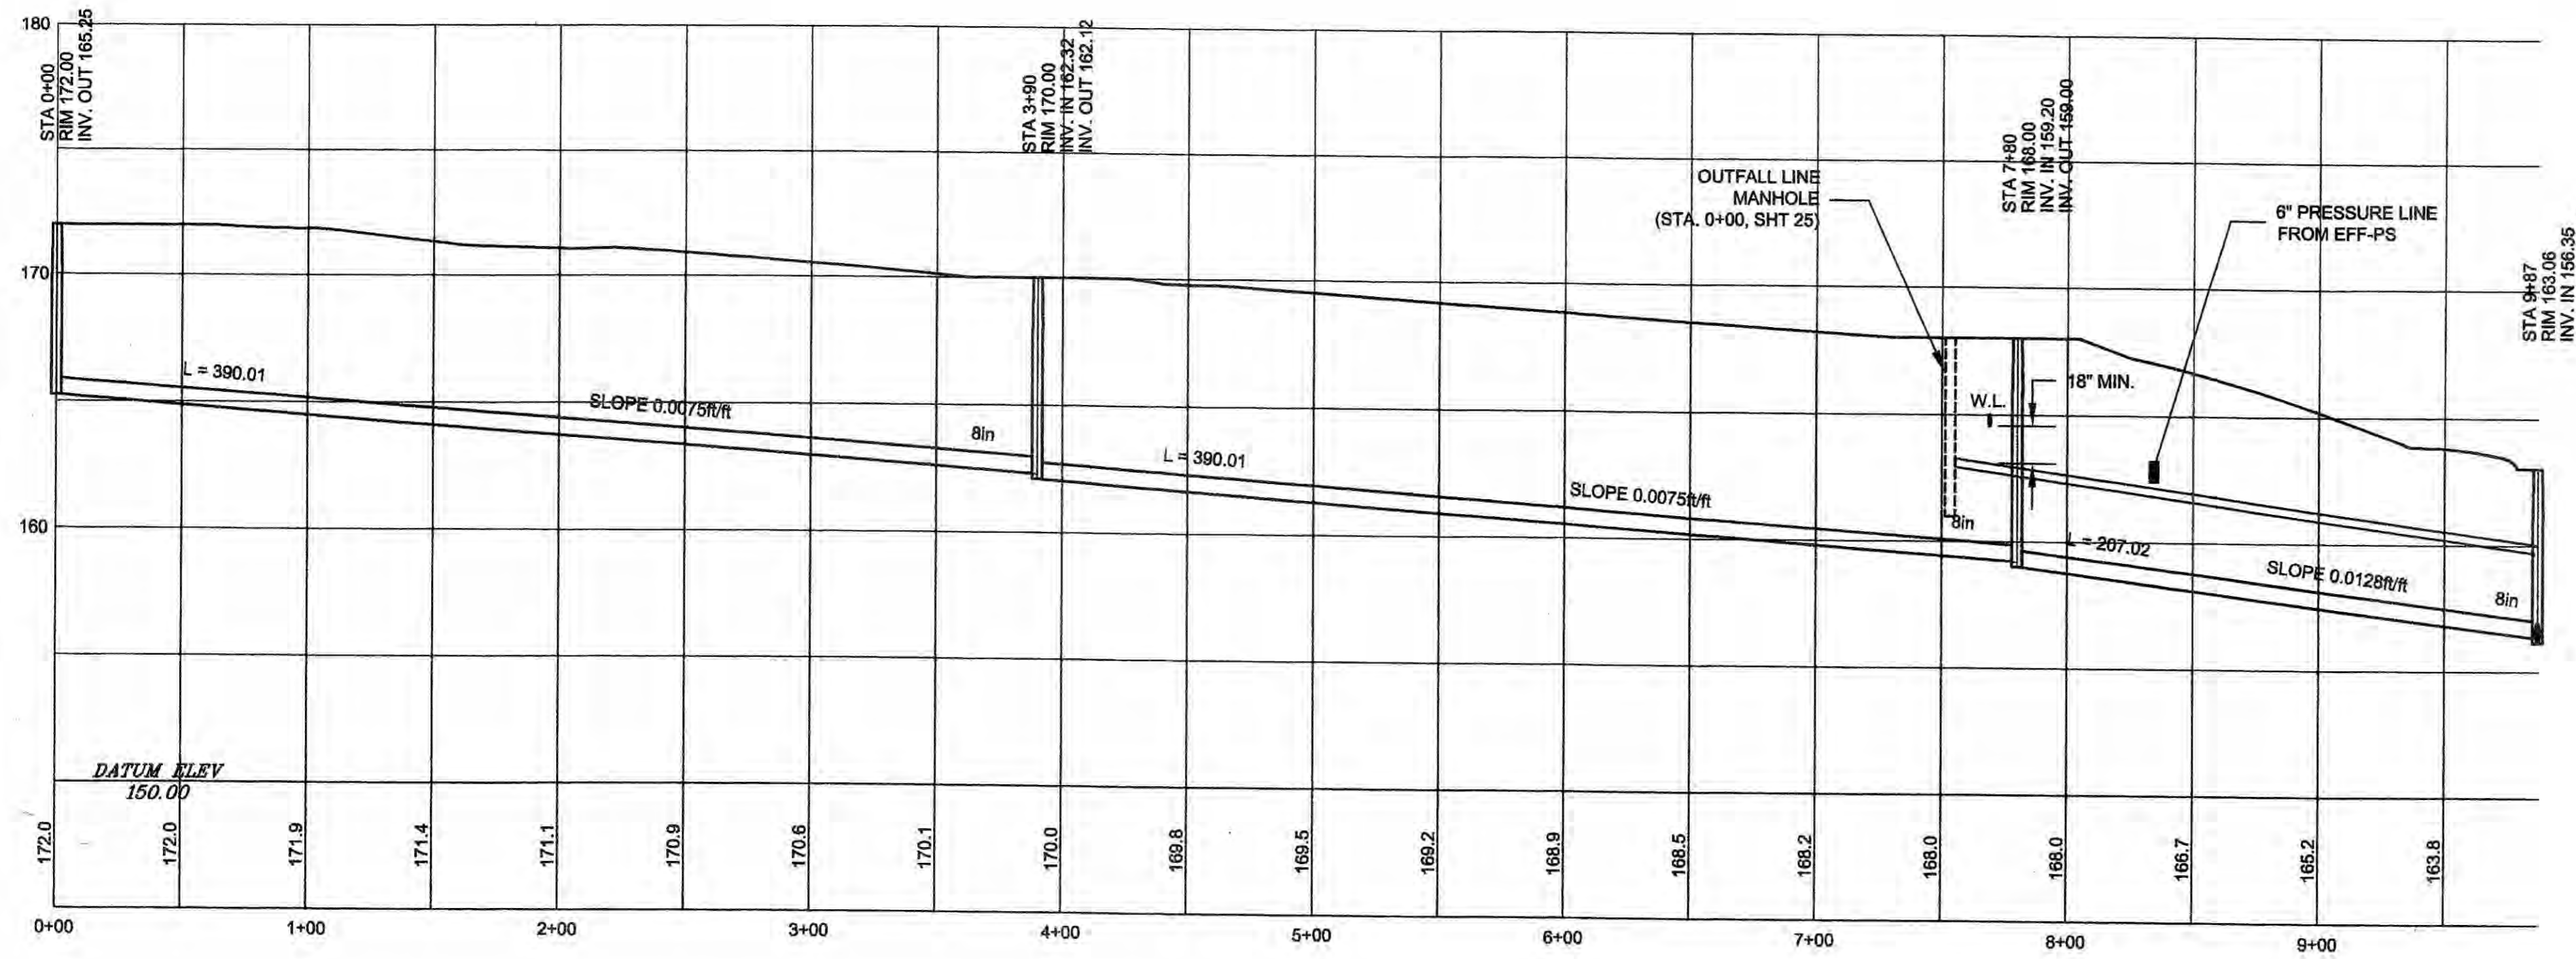 180
170
160
STA 0+00
RIM 172.00
INV. OUT 165.25
STA 3+90
RIM 170.00
INV. IN 162.32
INV. OUT 162.12
OUTFALL LINE
MANHOLE
(STA. 0+00, SHT 25)
STA 7+80
RIM 168.00
INV. IN 159.20
INV. OUT 159.00
6" PRESSURE LINE
FROM EFF-PS
STA 9+87
RIM 163.06
INV. IN 156.35
L = 390.01
SLOPE 0.0075ft/ft
8in
L = 390.01
SLOPE 0.0075ft/ft
8in
W.L.
18" MIN.
L = 207.02
SLOPE 0.0128ft/ft
8in
DATUM ELEV
150.00
172.0
172.0
171.9
171.4
171.1
170.9
170.6
170.1
170.0
169.8
169.5
169.2
168.9
168.5
168.2
168.0
168.0
166.7
165.2
163.8
0+00
1+00
2+00
3+00
4+00
5+00
6+00
7+00
8+00
9+00